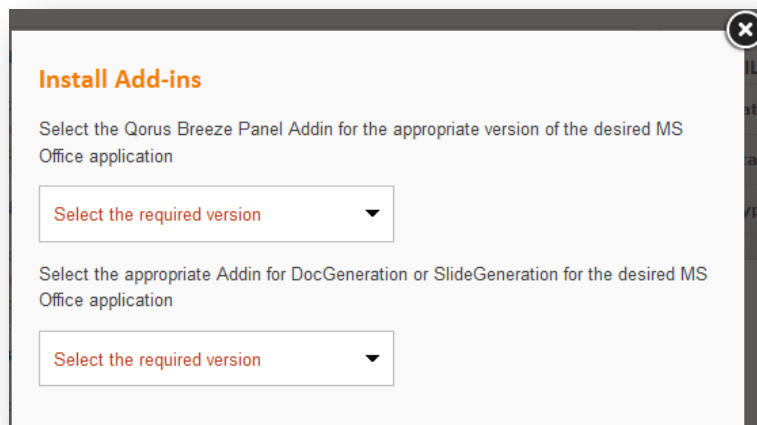 Install Add-ins
Select the Qorus Breeze Panel Addin for the appropriate version of the desired MS
Office application
Select the required version
Select the appropriate Addin for DocGeneration or SlideGeneration for the desired MS
Office application
Select the required version